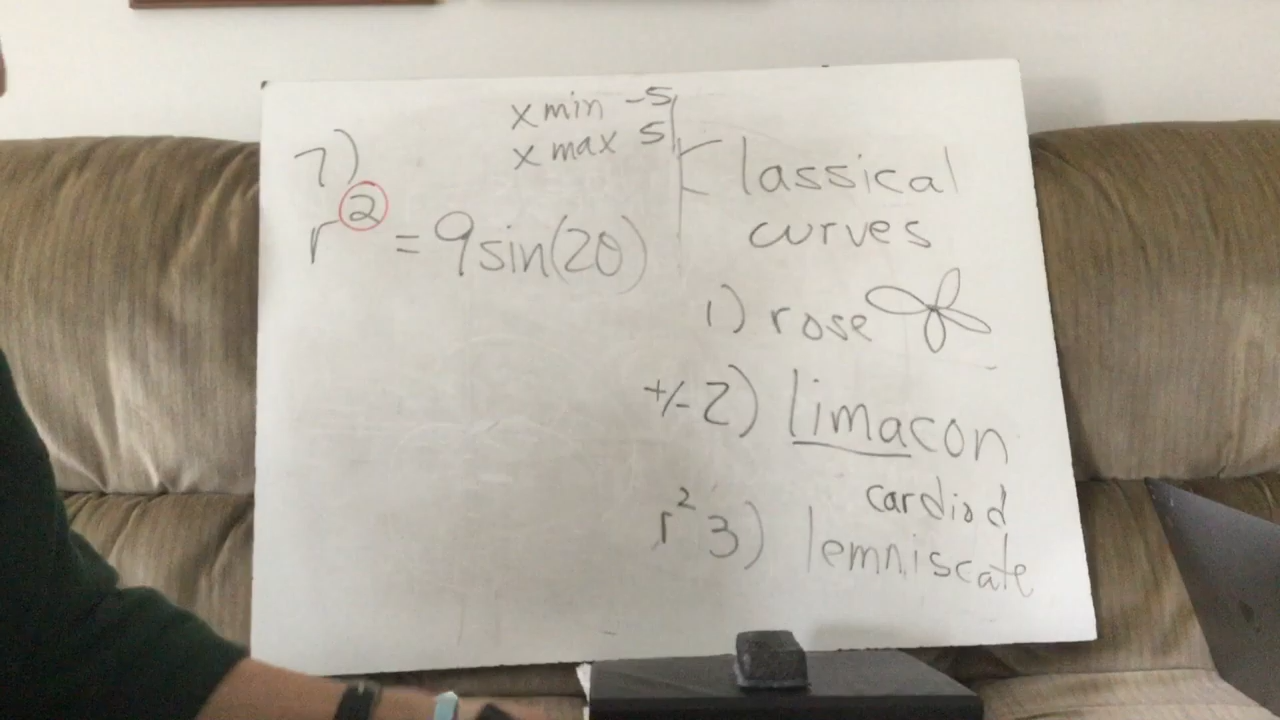 x min -5
x max 5
7)
r² = 9sin(2θ)
Classical
curves
1) rose
+/- 2) limacon
cardiod
r² 3) lemniscate